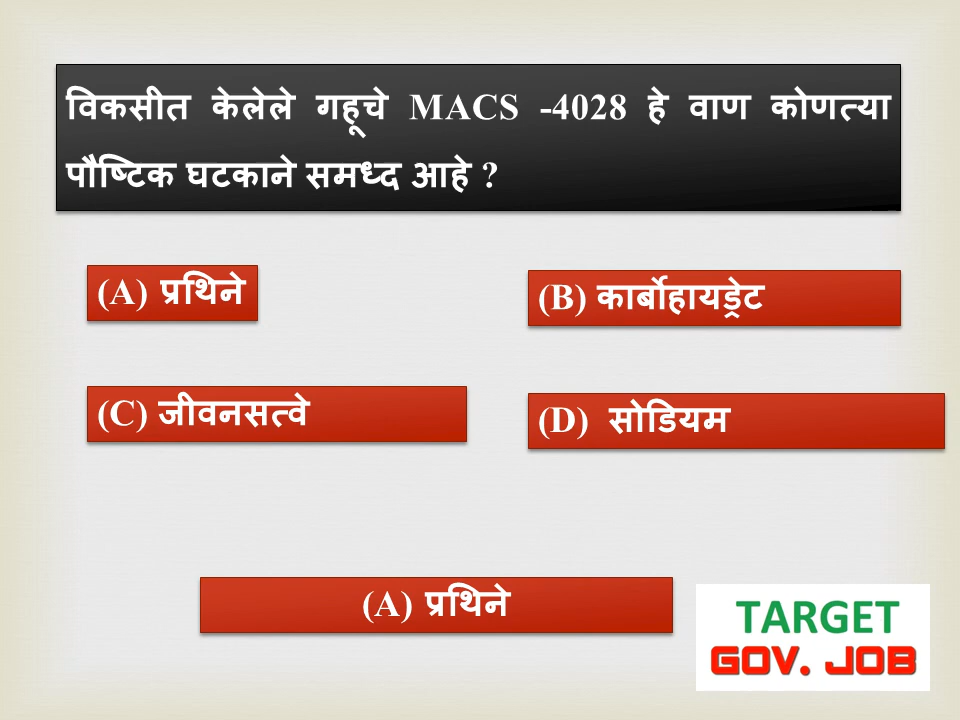 विकसीत केलेले गहूचे MACS -4028 हे वाण कोणत्या
पौष्टिक घटकाने समध्द आहे ?
(A) प्रथिने
(B) कार्बोहायड्रेट
(C) जीवनसत्वे
(D) सोडियम
(A) प्रथिने
TARGET
GOV. JOB